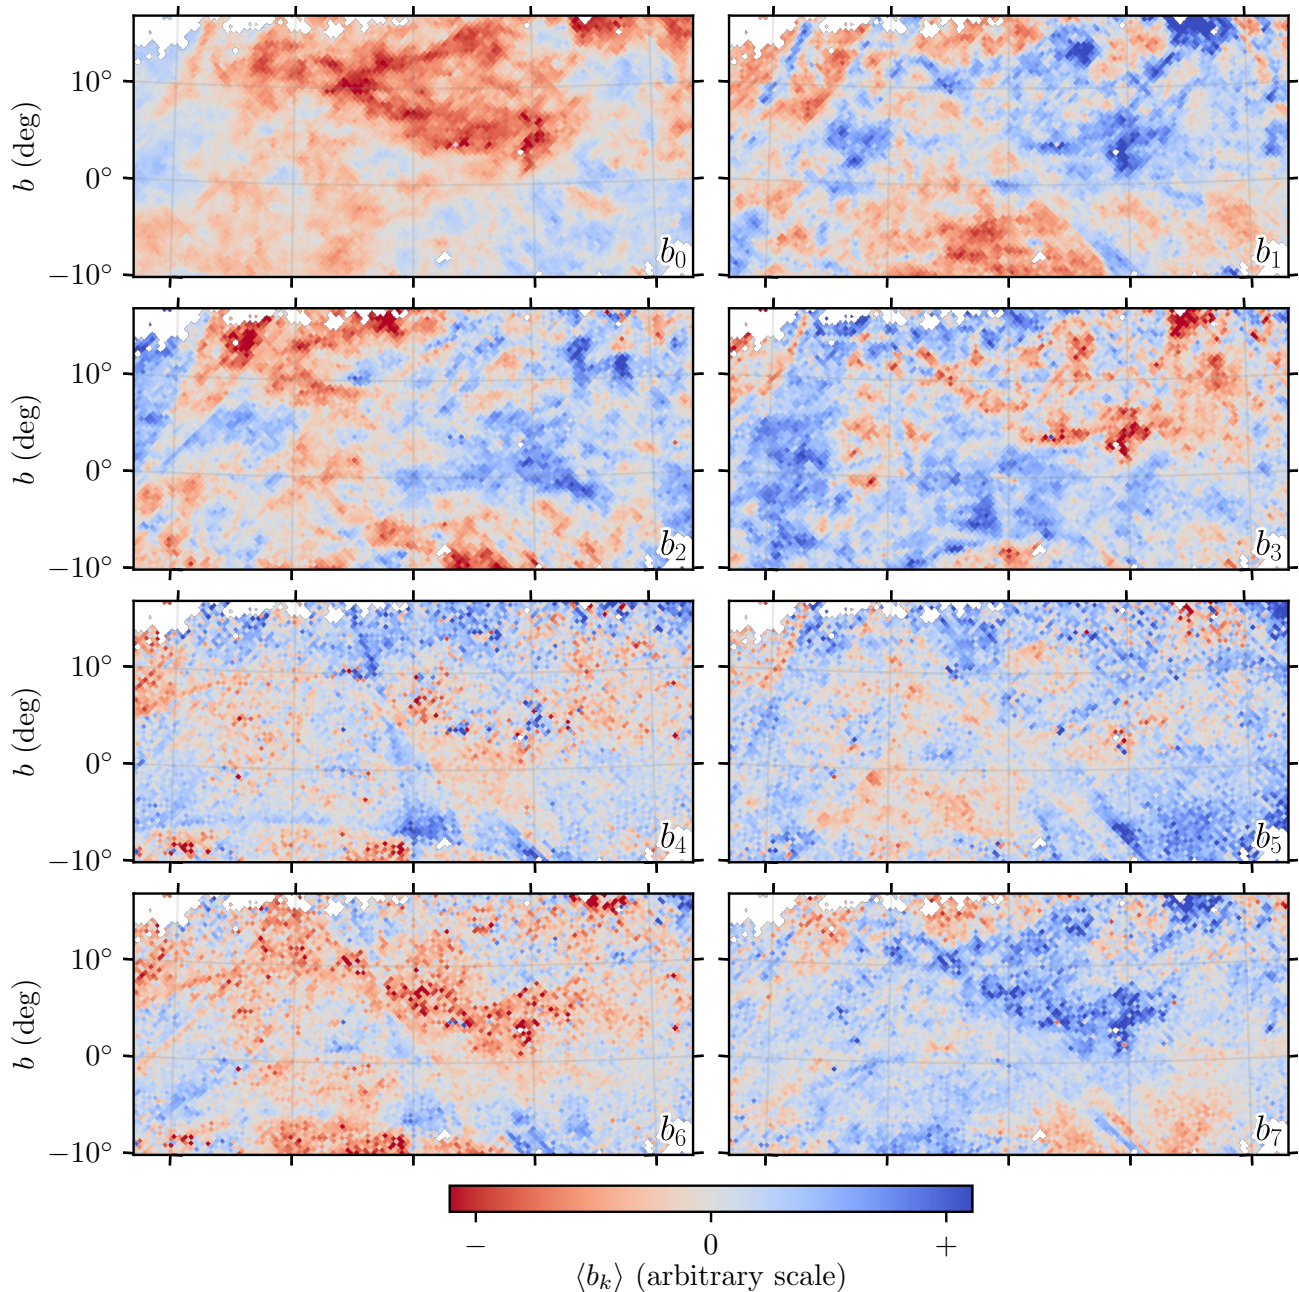 b (deg)
10°
0°
−10°
b₀
b₁
b (deg)
10°
0°
−10°
b₂
b₃
b (deg)
10°
0°
−10°
b₄
b₅
b (deg)
10°
0°
−10°
b₆
b₇
− 0 +
⟨bₖ⟩ (arbitrary scale)